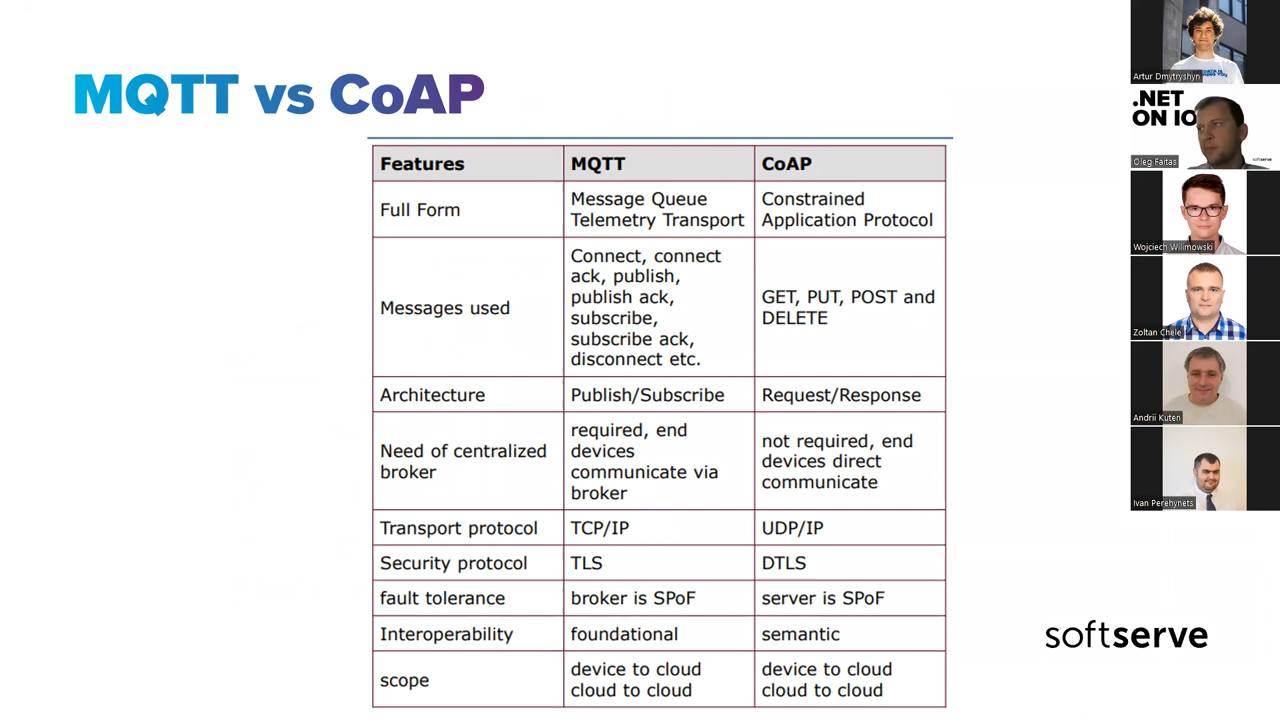 MQTT vs CoAP
Features
MQTT
CoAP
Full Form
Message Queue
Telemetry Transport
Constrained
Application Protocol
Messages used
Connect, connect
ack, publish,
publish ack,
subscribe,
subscribe ack,
disconnect etc.
GET, PUT, POST and
DELETE
Architecture
Publish/Subscribe
Request/Response
Need of centralized
broker
required, end
devices
communicate via
broker
not required, end
devices direct
communicate
Transport protocol
TCP/IP
UDP/IP
Security protocol
TLS
DTLS
fault tolerance
broker is SPoF
server is SPoF
Interoperability
foundational
semantic
scope
device to cloud
cloud to cloud
device to cloud
cloud to cloud
softserve
Artur Dmytryshyn
.NET
ON IO
softserve
Oleg Faitas
Wojciech Wilimowski
Zoltan Chele
Andrii Kuten
Ivan Perehynets